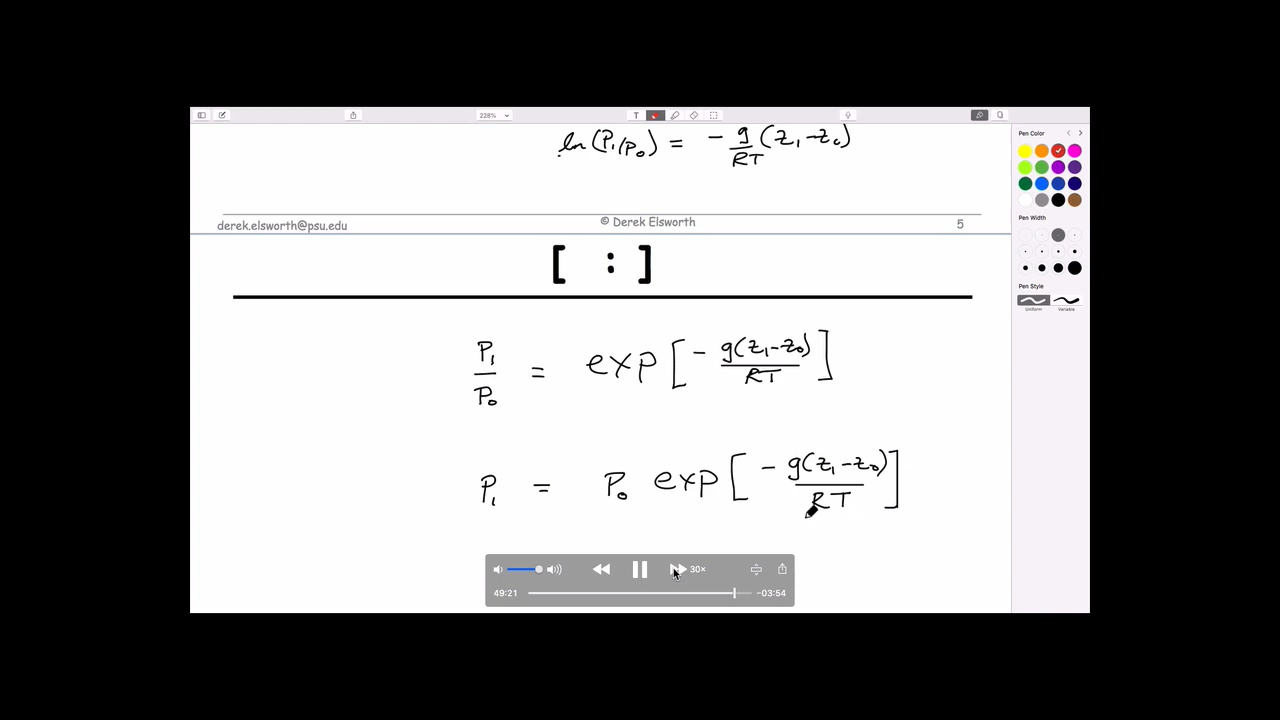 228%
T
Pen Color
ln(P₁/P₀) = - g/RT (z₁-z₀)
derek.elsworth@psu.edu © Derek Elsworth 5
[ : ]
Pen Width
Pen Style
Uniform Variable
P₁/P₀ = exp[- g(z₁-z₀)/RT]
P₁ = P₀ exp[- g(z₁-z₀)/RT]
30×
49:21 -03:54